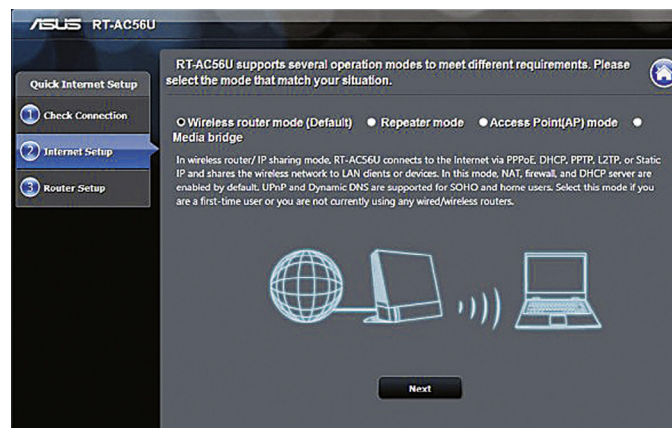 ASUS RT-AC56U
RT-AC56U supports several operation modes to meet different requirements. Please
select the mode that match your situation.
Quick Internet Setup
1 Check Connection
2 Internet Setup
3 Router Setup
Wireless router mode (Default) Repeater mode Access Point(AP) mode
Media bridge
In wireless router/ IP sharing mode, RT-AC56U connects to the Internet via PPPoE, DHCP, PPTP, L2TP, or Static
IP and shares the wireless network to LAN clients or devices. In this mode, NAT, firewall, and DHCP server are
enabled by default. UPnP and Dynamic DNS are supported for SOHO and home users. Select this mode if you
are a first-time user or you are not currently using any wired/wireless routers.
Next